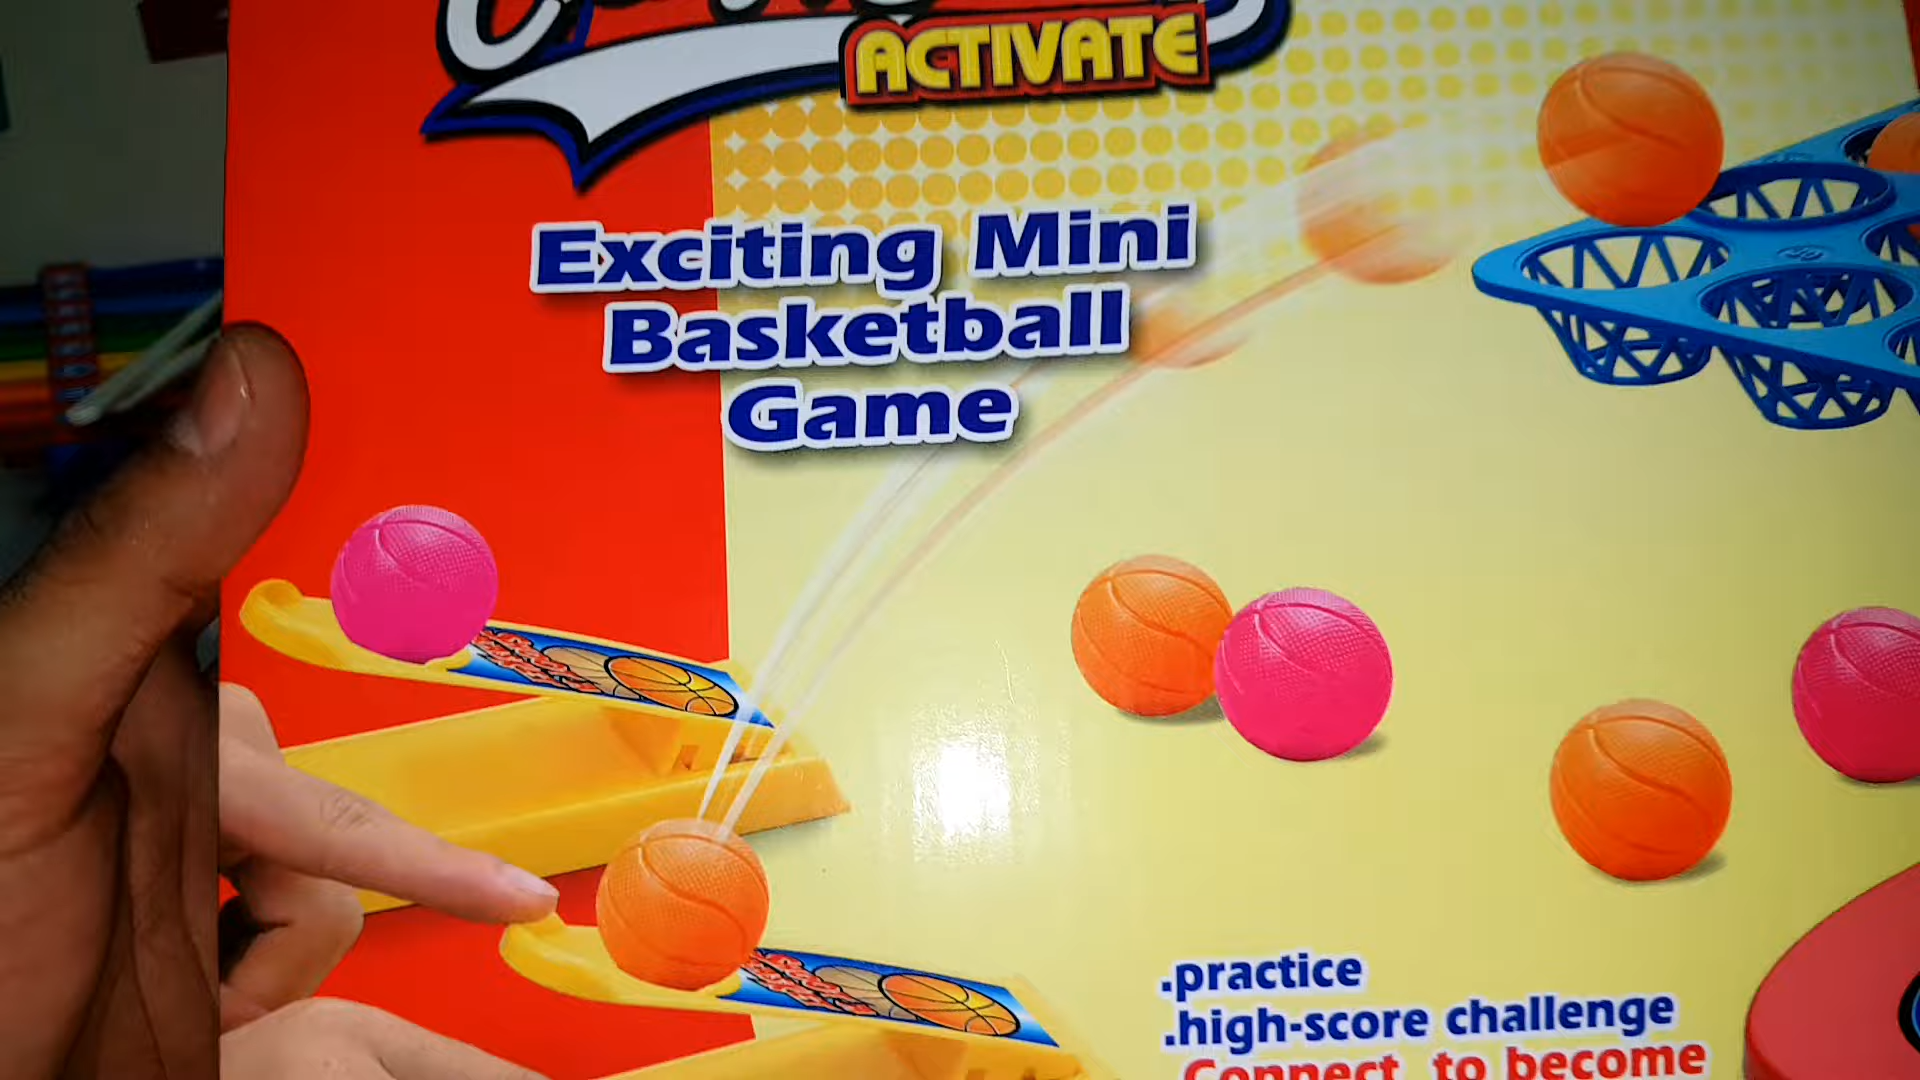 ACTIVATE
Exciting Mini
Basketball
Game
.practice
.high-score challenge
Connect to become